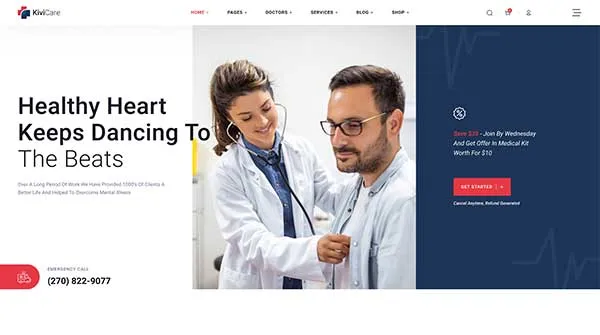 KiviCare
HOME PAGES DOCTORS SERVICES BLOG SHOP
Healthy Heart
Keeps Dancing To
The Beats
Over A Long Period Of Work We Have Provided 1000's Of Clients A
Better Life And Helped To Overcome Mental Illness
EMERGENCY CALL
(270) 822-9077
Save $39 - Join By Wednesday
And Get Offer In Medical Kit
Worth For $10
GET STARTED
Cancel Anytime, Refund Generated